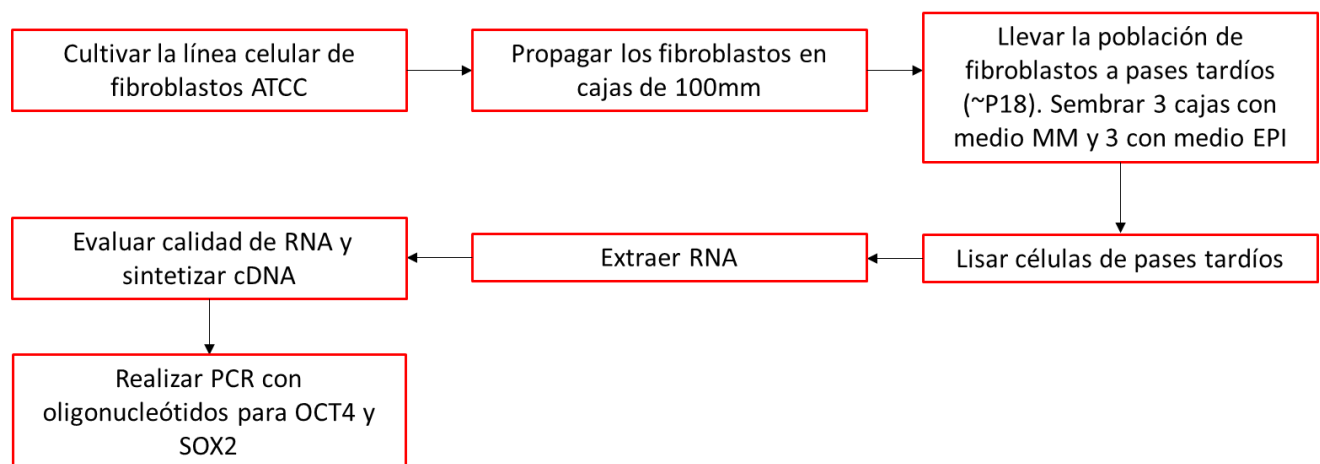 Cultivar la línea celular de
fibroblastos ATCC
Propagar los fibroblastos en
cajas de 100mm
Llevar la población de
fibroblastos a pases tardíos
(~P18). Sembrar 3 cajas con
medio MM y 3 con medio EPI
Lisar células de pases tardíos
Extraer RNA
Evaluar calidad de RNA y
sintetizar cDNA
Realizar PCR con
oligonucleótidos para OCT4 y
SOX2